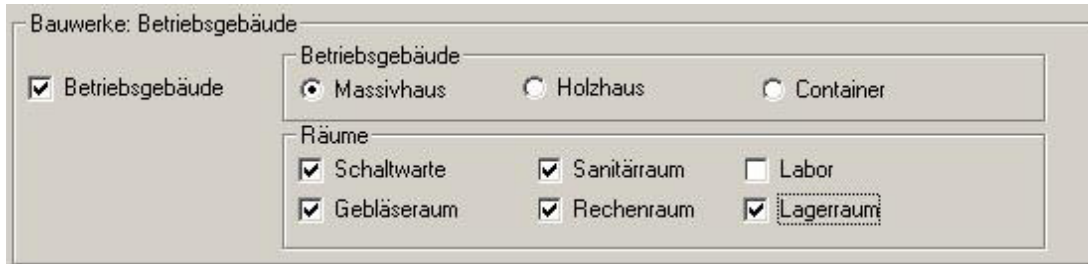 Bauwerke: Betriebsgebäude
Betriebsgebäude
Betriebsgebäude
Massivhaus Holzhaus Container
Räume
Schaltwarte Sanitärraum Labor
Gebläseraum Rechenraum Lagerraum